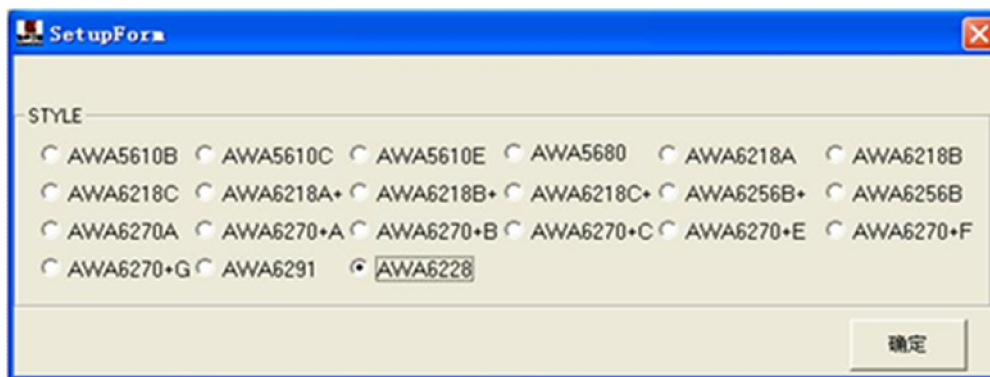 SetupForm
STYLE
AWA5610B AWA5610C AWA5610E AWA5680 AWA6218A AWA6218B
AWA6218C AWA6218A+ AWA6218B+ AWA6218C+ AWA6256B+ AWA6256B
AWA6270A AWA6270+A AWA6270+B AWA6270+C AWA6270+E AWA6270+F
AWA6270+G AWA6291 AWA6228
确定